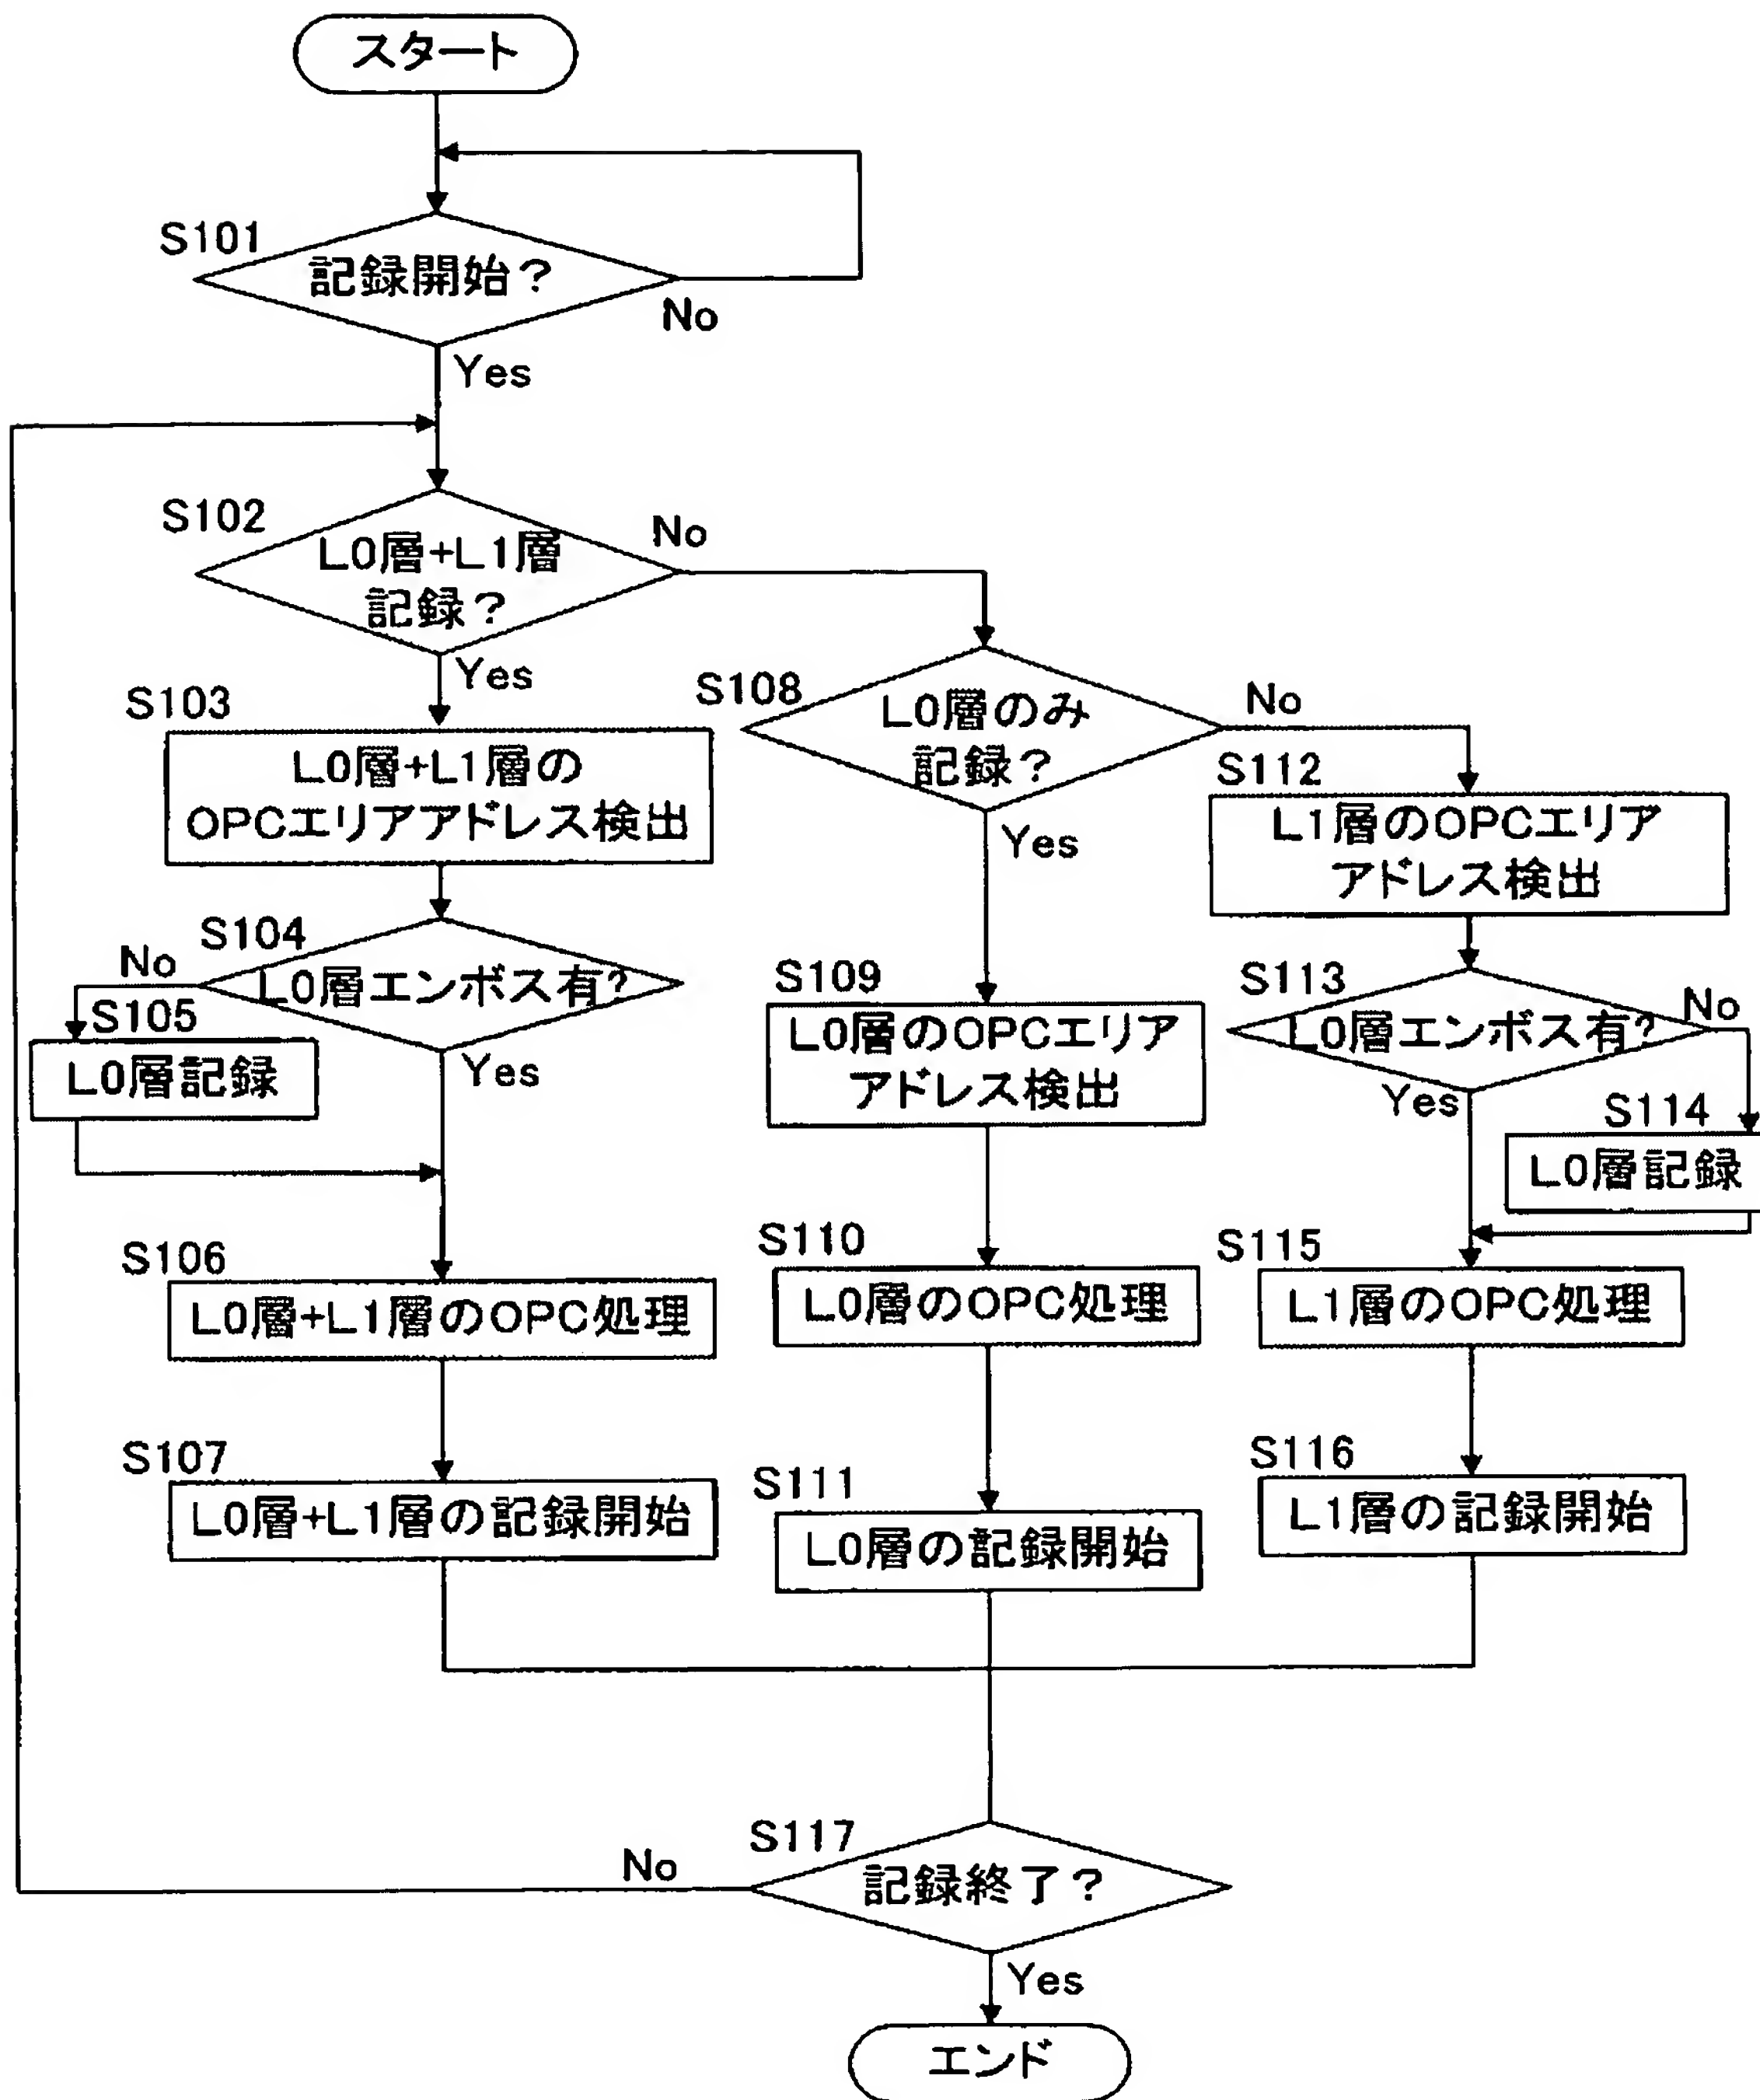 スタート
S101
記録開始？
No
Yes
S102
L0層+L1層
記録？
No
Yes
S103
L0層+L1層の
OPCエリアアドレス検出
S104
L0層エンボス有?
No
Yes
S105
L0層記録
S106
L0層+L1層のOPC処理
S107
L0層+L1層の記録開始
S108
L0層のみ
記録？
No
Yes
S109
L0層のOPCエリア
アドレス検出
S110
L0層のOPC処理
S111
L0層の記録開始
S112
L1層のOPCエリア
アドレス検出
S113
L0層エンボス有?
No
Yes
S114
L0層記録
S115
L1層のOPC処理
S116
L1層の記録開始
S117
記録終了？
No
Yes
エンド